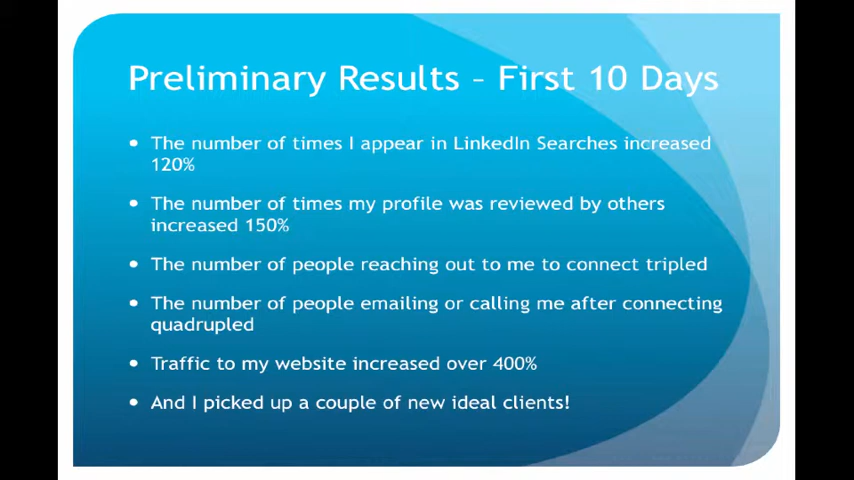 Preliminary Results – First 10 Days
• The number of times I appear in LinkedIn Searches increased
120%
• The number of times my profile was reviewed by others
increased 150%
• The number of people reaching out to me to connect tripled
• The number of people emailing or calling me after connecting
quadrupled
• Traffic to my website increased over 400%
• And I picked up a couple of new ideal clients!